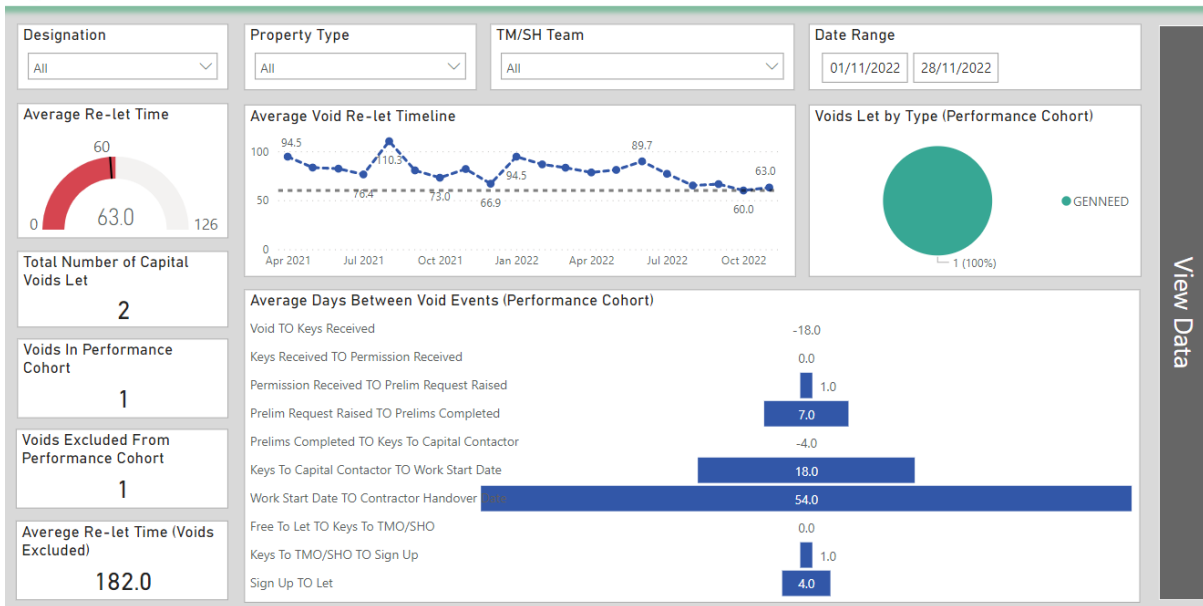 Designation
All
Property Type
All
TM/SH Team
All
Date Range
01/11/2022
28/11/2022
Average Re-let Time
60
63.0
0
126
Total Number of Capital
Voids Let
2
Voids In Performance
Cohort
1
Voids Excluded From
Performance Cohort
1
Averege Re-let Time (Voids
Excluded)
182.0
Average Void Re-let Timeline
100
50
0
94.5
76.4
110.3
73.0
66.9
94.5
89.7
60.0
63.0
Apr 2021
Jul 2021
Oct 2021
Jan 2022
Apr 2022
Jul 2022
Oct 2022
Voids Let by Type (Performance Cohort)
GENNEED
1 (100%)
Average Days Between Void Events (Performance Cohort)
Void TO Keys Received
-18.0
Keys Received TO Permission Received
0.0
Permission Received TO Prelim Request Raised
1.0
Prelim Request Raised TO Prelims Completed
7.0
Prelims Completed TO Keys To Capital Contactor
-4.0
Keys To Capital Contactor TO Work Start Date
18.0
Work Start Date TO Contractor Handover Date
54.0
Free To Let TO Keys To TMO/SHO
0.0
Keys To TMO/SHO TO Sign Up
1.0
Sign Up TO Let
4.0
View Data